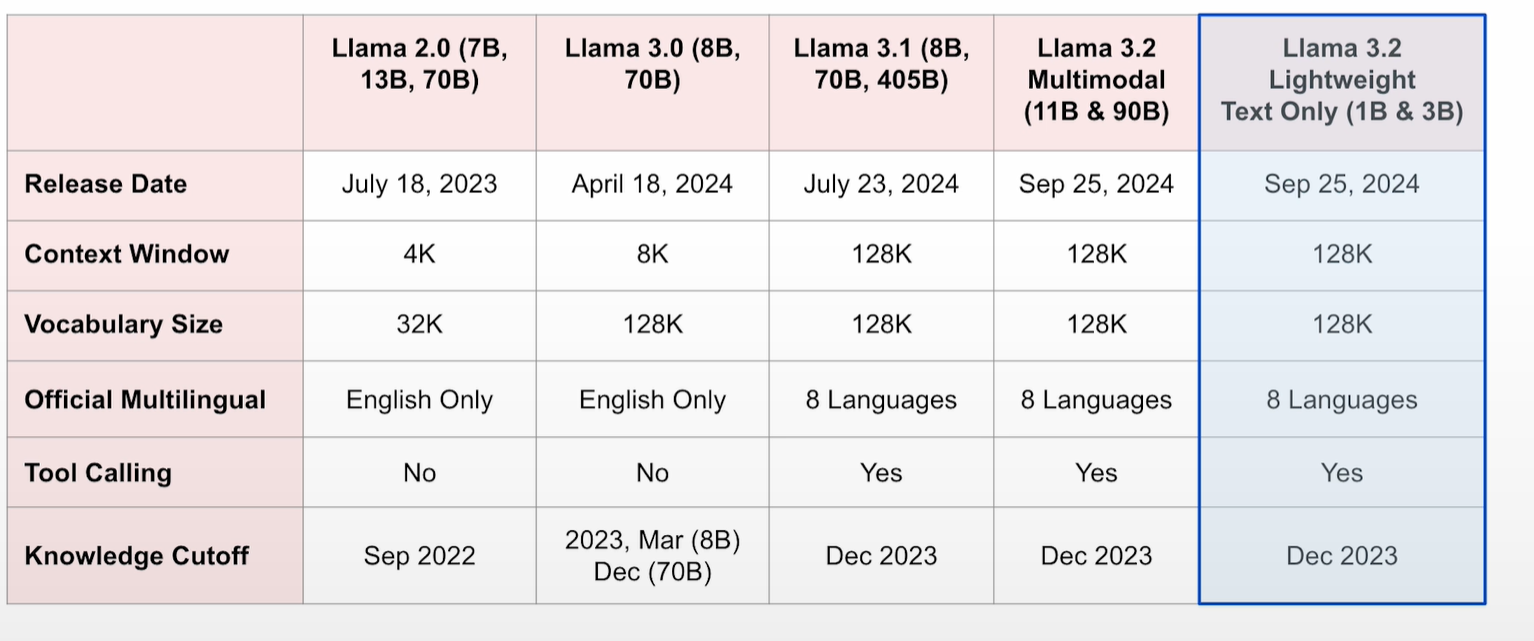 Llama 2.0 (7B,
13B, 70B)
Llama 3.0 (8B,
70B)
Llama 3.1 (8B,
70B, 405B)
Llama 3.2
Multimodal
(11B & 90B)
Llama 3.2
Lightweight
Text Only (1B & 3B)
Release Date
July 18, 2023
April 18, 2024
July 23, 2024
Sep 25, 2024
Sep 25, 2024
Context Window
4K
8K
128K
128K
128K
Vocabulary Size
32K
128K
128K
128K
128K
Official Multilingual
English Only
English Only
8 Languages
8 Languages
8 Languages
Tool Calling
No
No
Yes
Yes
Yes
Knowledge Cutoff
Sep 2022
2023, Mar (8B)
Dec (70B)
Dec 2023
Dec 2023
Dec 2023